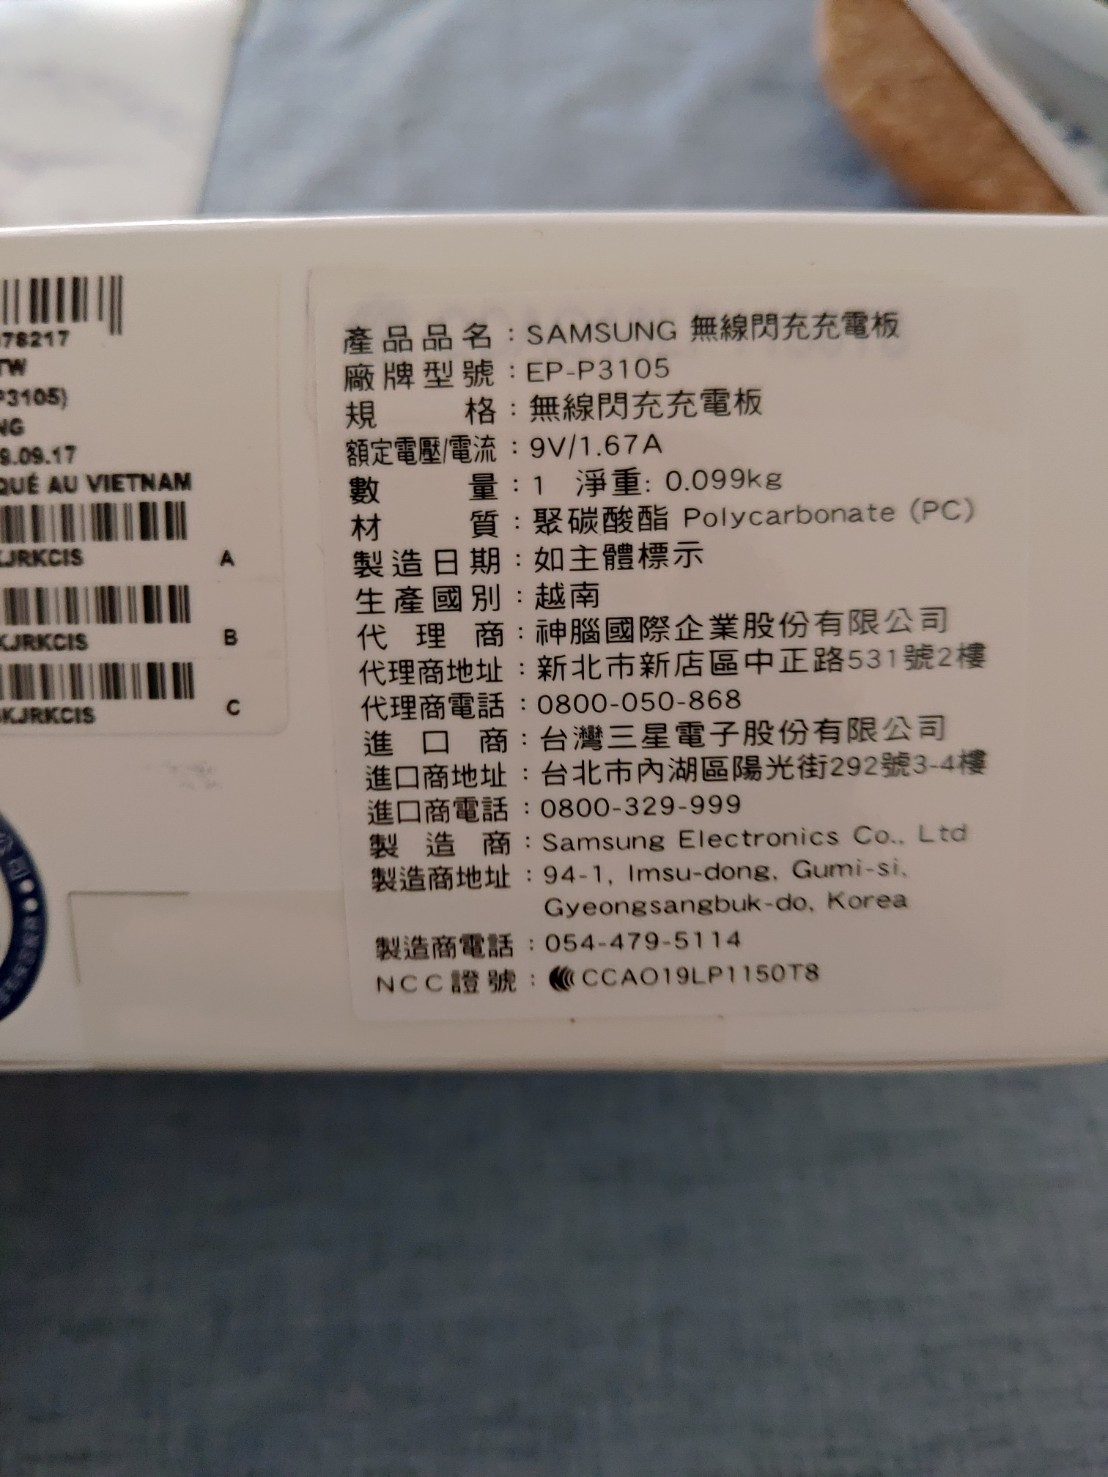 78217
TW
P3105)
NG
9.09.17
QUÉ AU VIETNAM
KJRKCIS A
KJRKCIS B
KJRKCIS C
產品品名：SAMSUNG 無線閃充充電板
廠牌型號：EP-P3105
規格：無線閃充充電板
額定電壓/電流：9V/1.67A
數量：1 淨重: 0.099kg
材質：聚碳酸酯 Polycarbonate (PC)
製造日期：如主體標示
生產國別：越南
代理商：神腦國際企業股份有限公司
代理商地址：新北市新店區中正路531號2樓
代理商電話：0800-050-868
進口商：台灣三星電子股份有限公司
進口商地址：台北市內湖區陽光街292號3-4樓
進口商電話：0800-329-999
製造商：Samsung Electronics Co., Ltd
製造商地址：94-1, Imsu-dong, Gumi-si,
Gyeongsangbuk-do, Korea
製造商電話：054-479-5114
NCC證號：CCAO19LP1150T8
公司